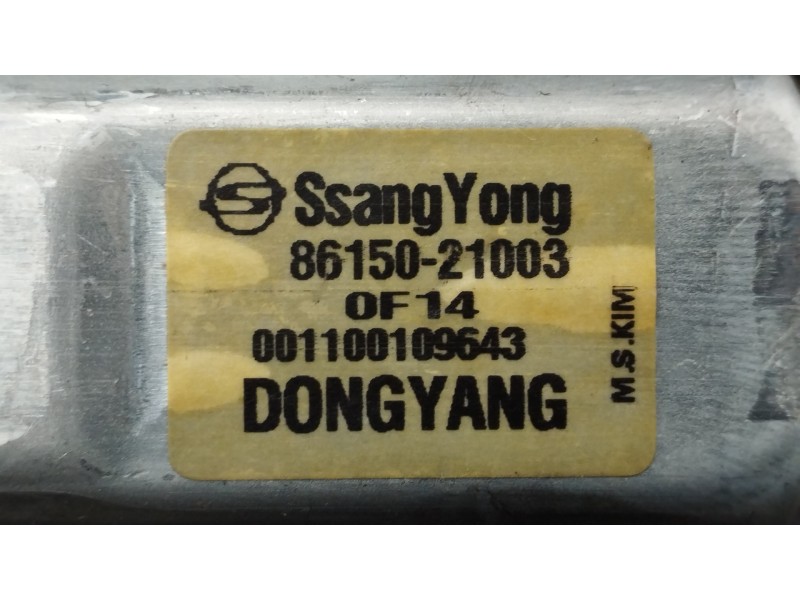 SsangYong
86150-21003
0F14
001100109643
DONGYANG
M.S.KIM